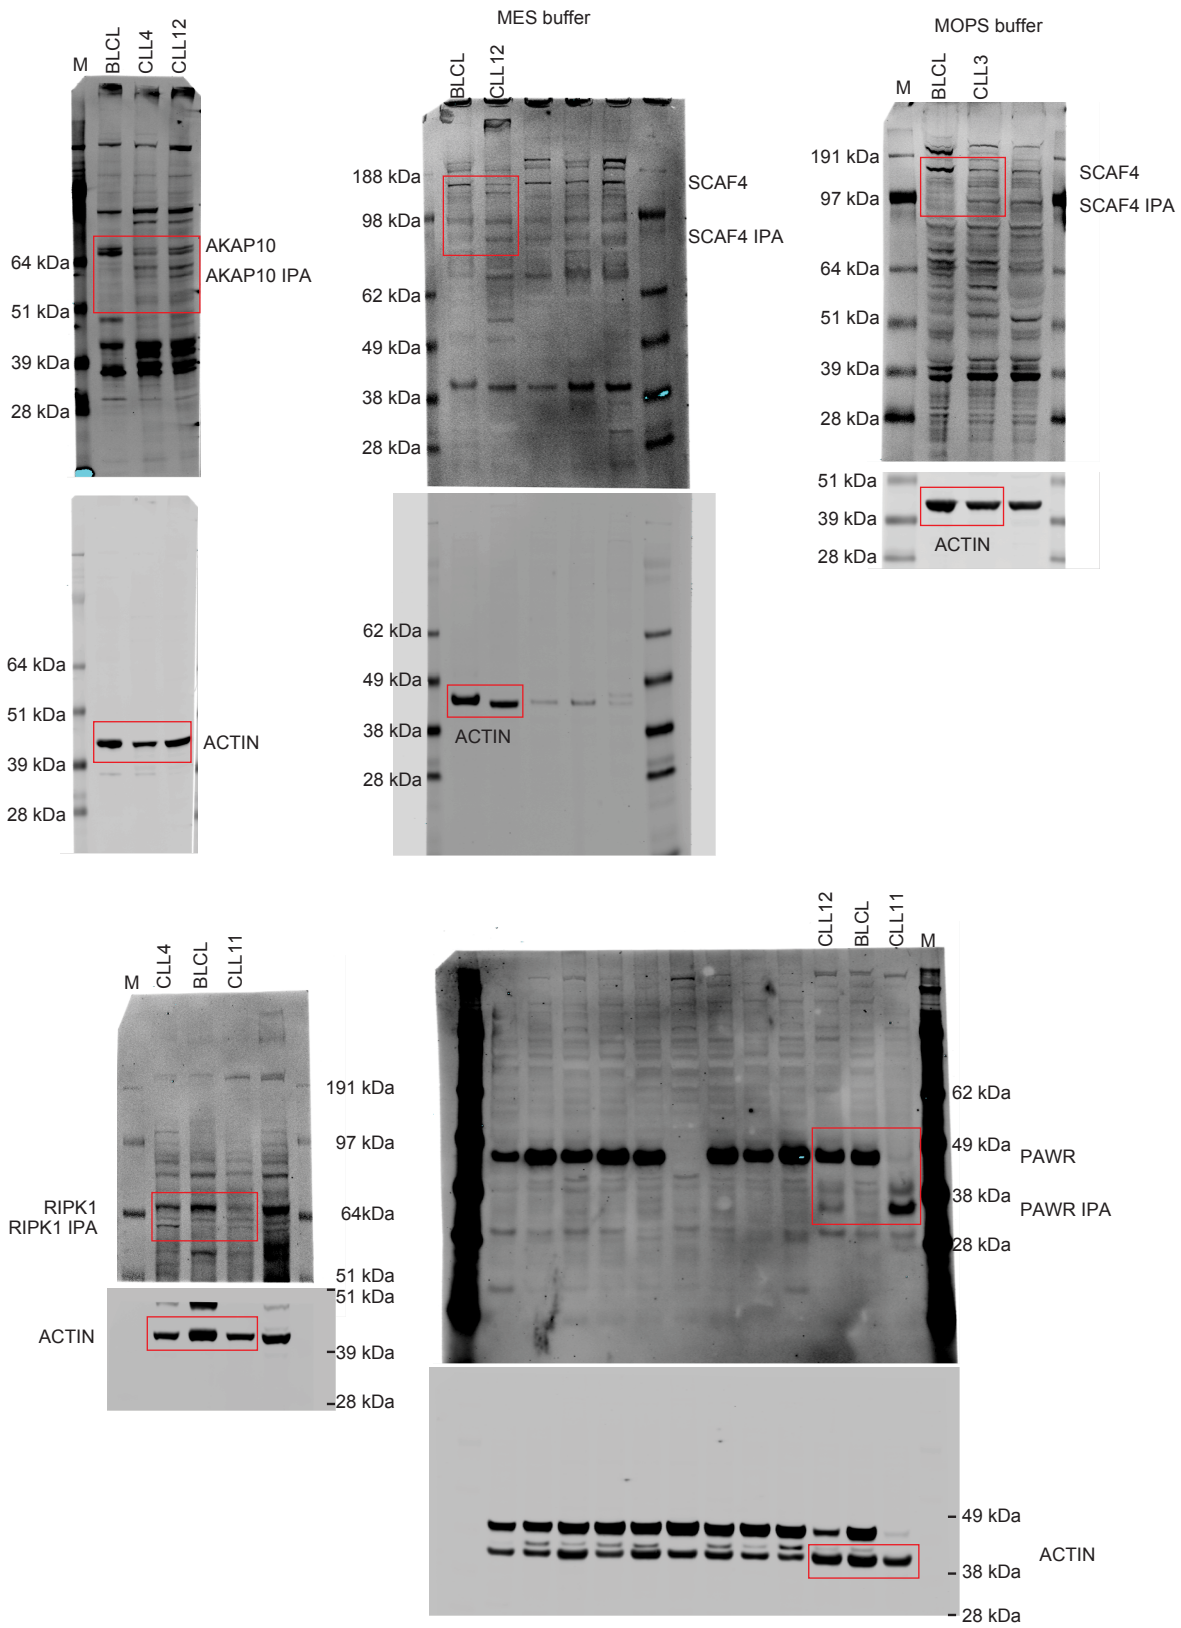 M
BLCL
CLL4
CLL12
64 kDa
51 kDa
39 kDa
28 kDa
AKAP10
AKAP10 IPA
64 kDa
51 kDa
39 kDa
28 kDa
ACTIN
MES buffer
BLCL
CLL12
188 kDa
98 kDa
62 kDa
49 kDa
38 kDa
28 kDa
SCAF4
SCAF4 IPA
62 kDa
49 kDa
38 kDa
28 kDa
ACTIN
MOPS buffer
M
BLCL
CLL3
191 kDa
97 kDa
64 kDa
51 kDa
39 kDa
28 kDa
SCAF4
SCAF4 IPA
51 kDa
39 kDa
28 kDa
ACTIN
M
CLL4
BLCL
CLL11
191 kDa
97 kDa
64kDa
51 kDa
RIPK1
RIPK1 IPA
51 kDa
39 kDa
28 kDa
ACTIN
CLL12
BLCL
CLL11
M
62 kDa
49 kDa
38 kDa
28 kDa
PAWR
PAWR IPA
49 kDa
38 kDa
28 kDa
ACTIN